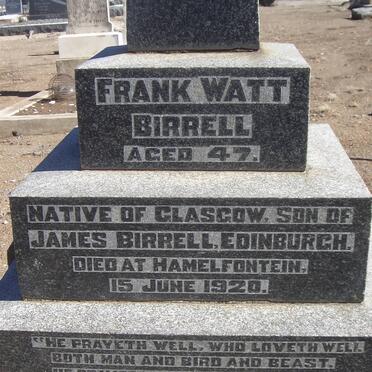 FRANK WATT
BIRRELL
AGED 47.
NATIVE OF GLASGOW, SON OF
JAMES BIRRELL, EDINBURGH.
DIED AT HAMELFONTEIN,
15 JUNE 1920.
"HE PRAYETH WELL, WHO LOVETH WELL
BOTH MAN AND BIRD AND BEAST.